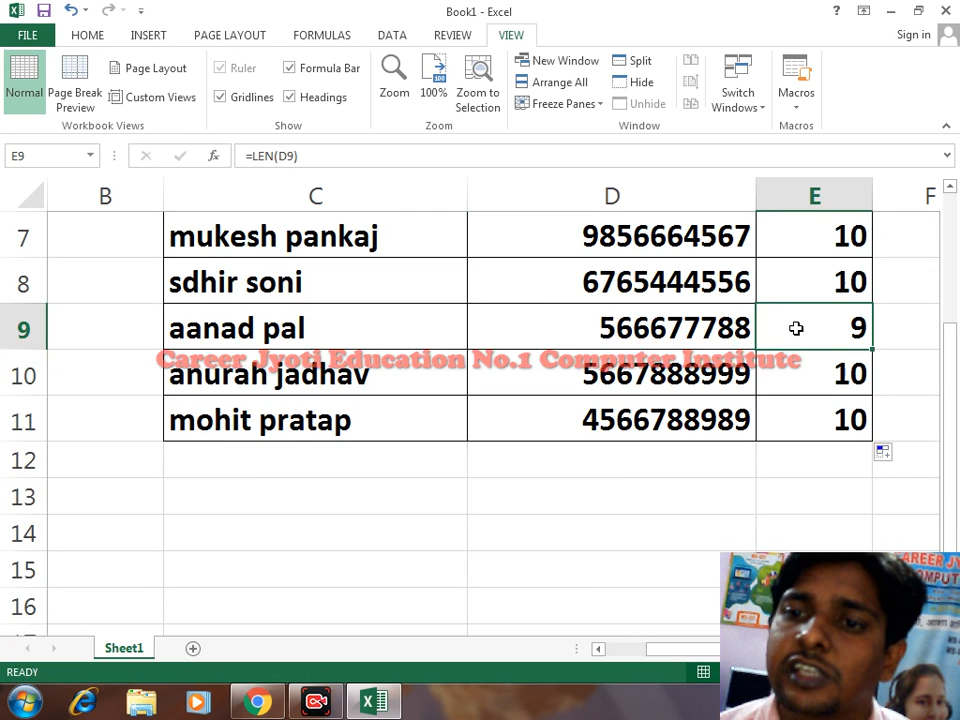 Book1 - Excel
?
FILE HOME INSERT PAGE LAYOUT FORMULAS DATA REVIEW VIEW Sign in
Normal
Page Break Preview
Page Layout
Custom Views
Workbook Views
Ruler
Formula Bar
Gridlines
Headings
Show
Zoom
100%
Zoom to Selection
Zoom
New Window
Arrange All
Freeze Panes
Split
Hide
Unhide
Switch Windows
Window
Macros
Macros
E9 fx =LEN(D9)
B C D E F
7 mukesh pankaj 9856664567 10
8 sdhir soni 6765444556 10
9 aanad pal 566677788 9
Career Jyoti Education No.1 Computer Institute
10 anurah jadhav 5667888999 10
11 mohit pratap 4566788989 10
12
13
14
15
16
Sheet1
READY
CAREER JY
COMPUT